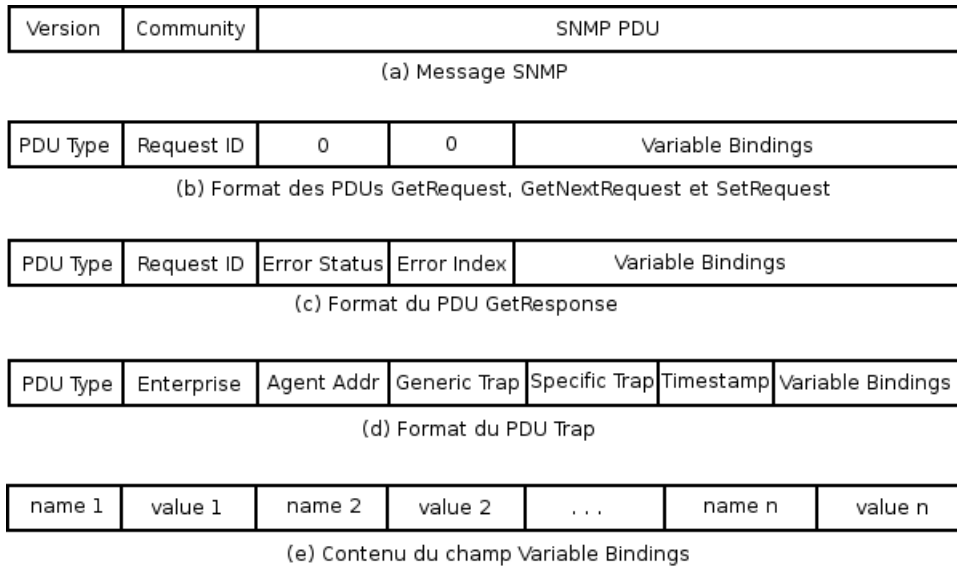 Version Community SNMP PDU
(a) Message SNMP
PDU Type Request ID 0 0 Variable Bindings
(b) Format des PDUs GetRequest, GetNextRequest et SetRequest
PDU Type Request ID Error Status Error Index Variable Bindings
(c) Format du PDU GetResponse
PDU Type Enterprise Agent Addr Generic Trap Specific Trap Timestamp Variable Bindings
(d) Format du PDU Trap
name 1 value 1 name 2 value 2 . . . name n value n
(e) Contenu du champ Variable Bindings